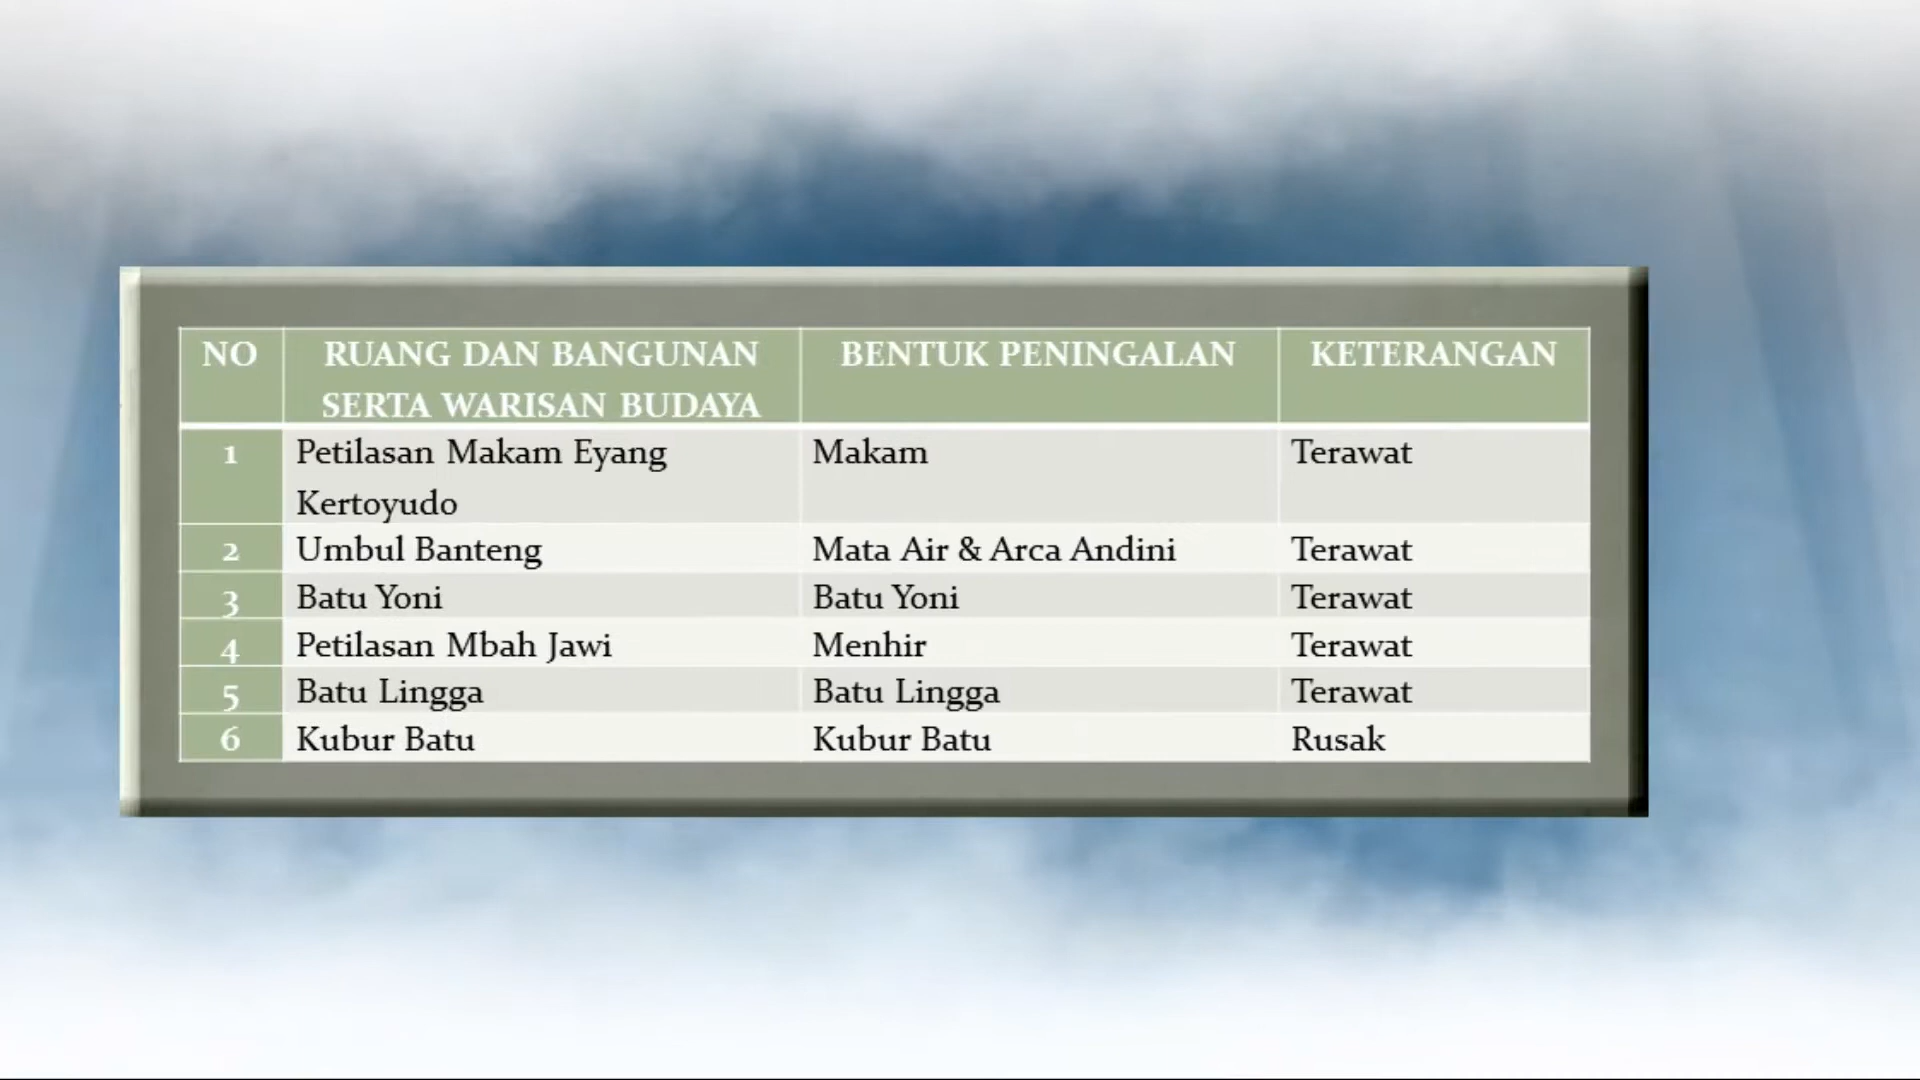 NO RUANG DAN BANGUNAN BENTUK PENINGALAN KETERANGAN
SERTA WARISAN BUDAYA
1 Petilasan Makam Eyang Makam Terawat
Kertoyudo
2 Umbul Banteng Mata Air & Arca Andini Terawat
3 Batu Yoni Batu Yoni Terawat
4 Petilasan Mbah Jawi Menhir Terawat
5 Batu Lingga Batu Lingga Terawat
6 Kubur Batu Kubur Batu Rusak